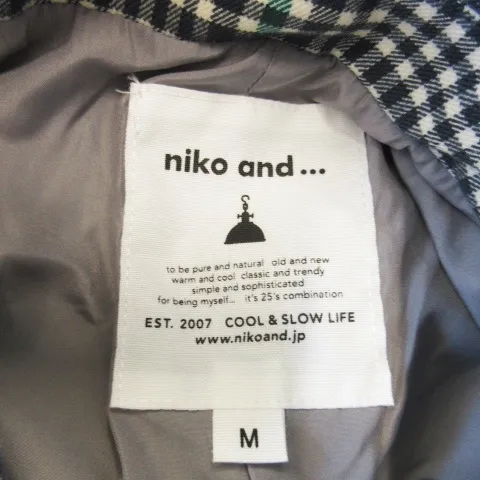 niko and ...
to be pure and natural old and new
warm and cool classic and trendy
simple and sophisticated
for being myself... it's 25's combination
EST. 2007 COOL & SLOW LIFE
www.nikoand.jp
M